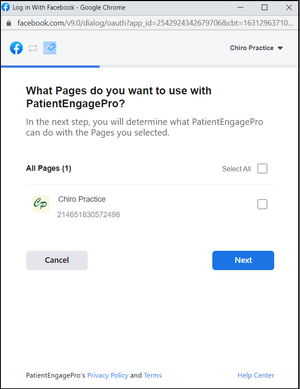 Log in With Facebook - Google Chrome
facebook.com/v9.0/dialog/oauth?app_id=2542924342679706&cbt=16312963710...
Chiro Practice
What Pages do you want to use with
PatientEngagePro?
In the next step, you will determine what PatientEngagePro
can do with the Pages you selected.
All Pages (1)
Select All
Cp
Chiro Practice
214651830572498
Cancel
Next
PatientEngagePro's Privacy Policy and Terms
Help Center